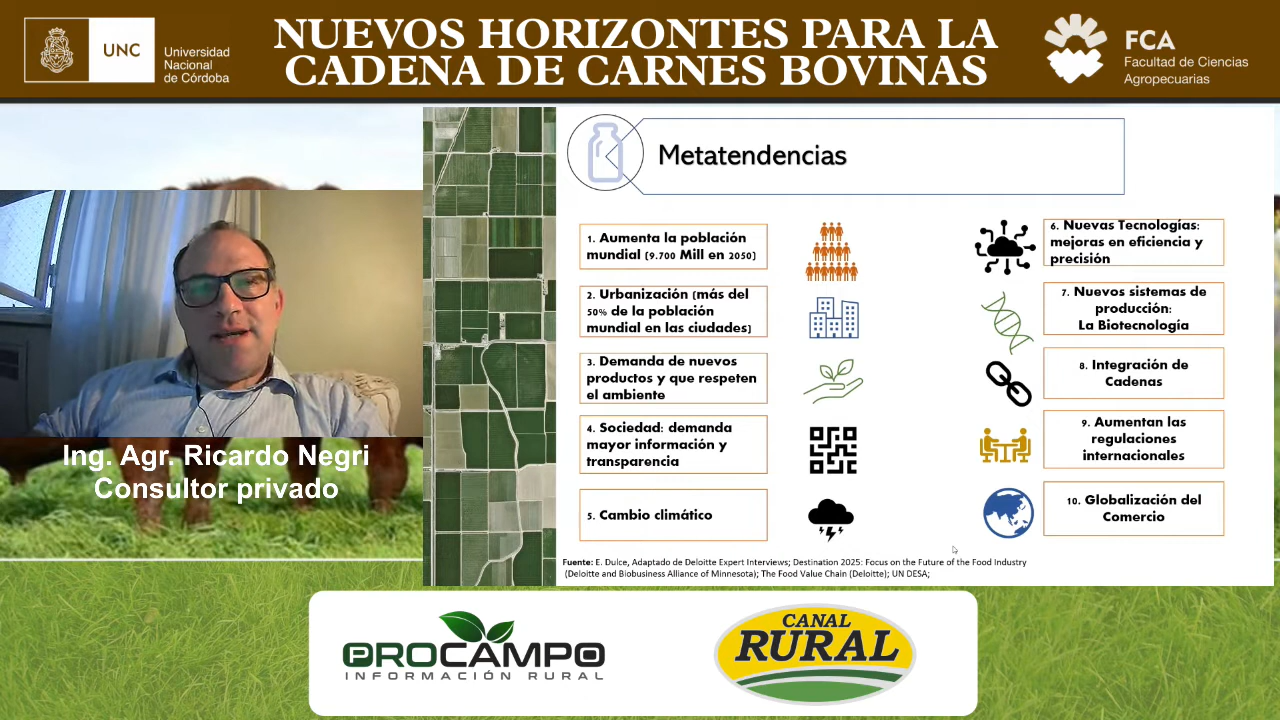 UNC
Universidad
Nacional
de Córdoba
NUEVOS HORIZONTES PARA LA
CADENA DE CARNES BOVINAS
FCA
Facultad de Ciencias
Agropecuarias
Metatendencias
1. Aumenta la población
mundial (9.700 Mill en 2050)
2. Urbanización (más del
50% de la población
mundial en las ciudades)
3. Demanda de nuevos
productos y que respeten
el ambiente
4. Sociedad: demanda
mayor información y
transparencia
5. Cambio climático
6. Nuevas Tecnologías:
mejoras en eficiencia y
precisión
7. Nuevos sistemas de
producción:
La Biotecnología
8. Integración de
Cadenas
9. Aumentan las
regulaciones
internacionales
10. Globalización del
Comercio
Fuente: E. Dulce, Adaptado de Deloitte Expert Interviews; Destination 2025: Focus on the Future of the Food Industry
(Deloitte and Biobusiness Alliance of Minnesota); The Food Value Chain (Deloitte); UN DESA;
Ing. Agr. Ricardo Negri
Consultor privado
PROCAMPO
INFORMACIÓN RURAL
CANAL
RURAL